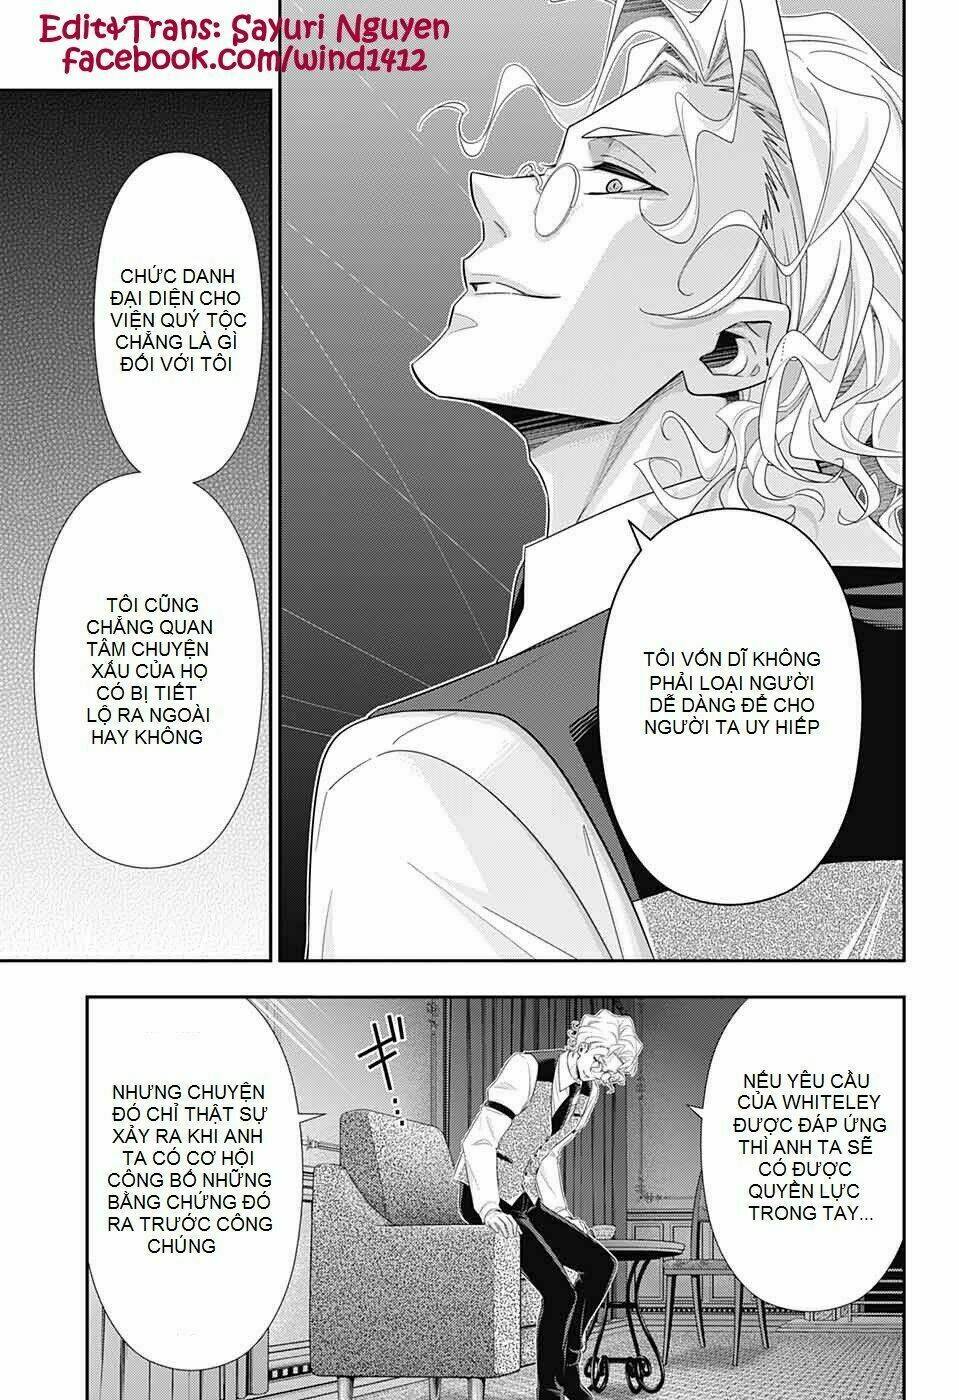 Edit&Trans: Sayuri Nguyen
facebook.com/wind1412
TÔI VỐN DĨ KHÔNG
PHẢI LOẠI NGƯỜI
DỄ DÀNG ĐỂ CHO
NGƯỜI TA UY HIẾP
CHỨC DANH
ĐẠI DIỆN CHO
VIỆN QUÝ TỘC
CHẲNG LÀ GÌ
ĐỐI VỚI TÔI
TÔI CŨNG
CHẲNG QUAN
TÂM CHUYỆN
XẤU CỦA HỌ
CÓ BỊ TIẾT
LỘ RA NGOÀI
HAY KHÔNG
NẾU YÊU CẦU
CỦA WHITELEY
ĐƯỢC ĐÁP ỨNG
THÌ ANH TA SẼ
CÓ ĐƯỢC
QUYỀN LỰC
TRONG TAY...
NHƯNG CHUYỆN
ĐÓ CHỈ THẬT SỰ
XẢY RA KHI ANH
TA CÓ CƠ HỘI
CÔNG BỐ NHỮNG
BẰNG CHỨNG ĐÓ
RA TRƯỚC CÔNG
CHÚNG